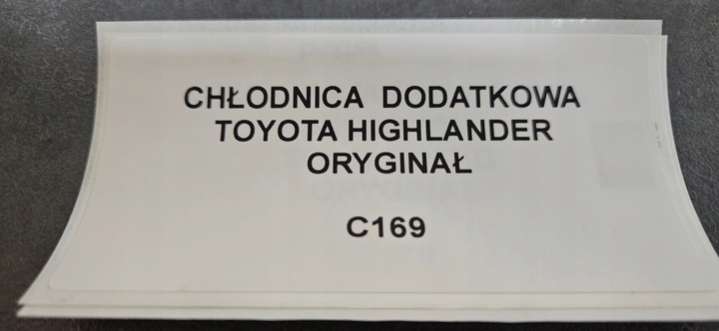 CHŁODNICA DODATKOWA
TOYOTA HIGHLANDER
ORYGINAŁ
C169